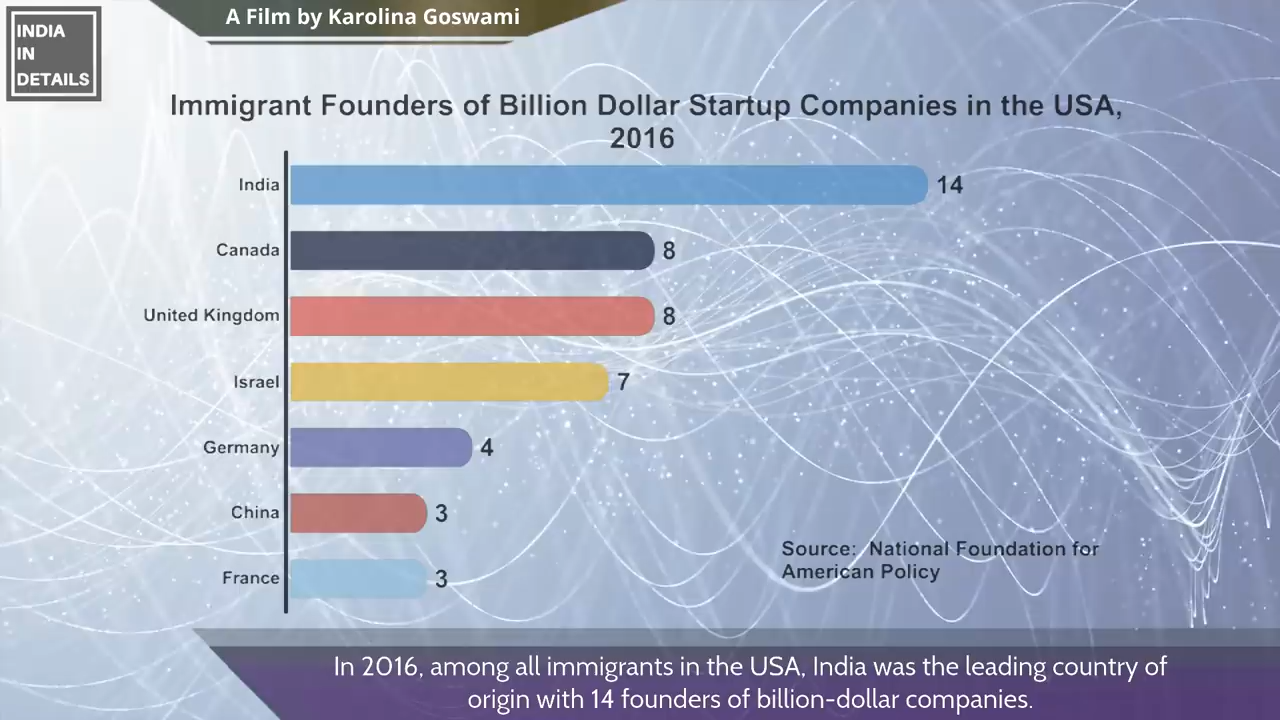 A Film by Karolina Goswami
INDIA
IN
DETAILS
Immigrant Founders of Billion Dollar Startup Companies in the USA,
2016
India 14
Canada 8
United Kingdom 8
Israel 7
Germany 4
China 3
France 3
Source: National Foundation for
American Policy
In 2016, among all immigrants in the USA, India was the leading country of
origin with 14 founders of billion-dollar companies.